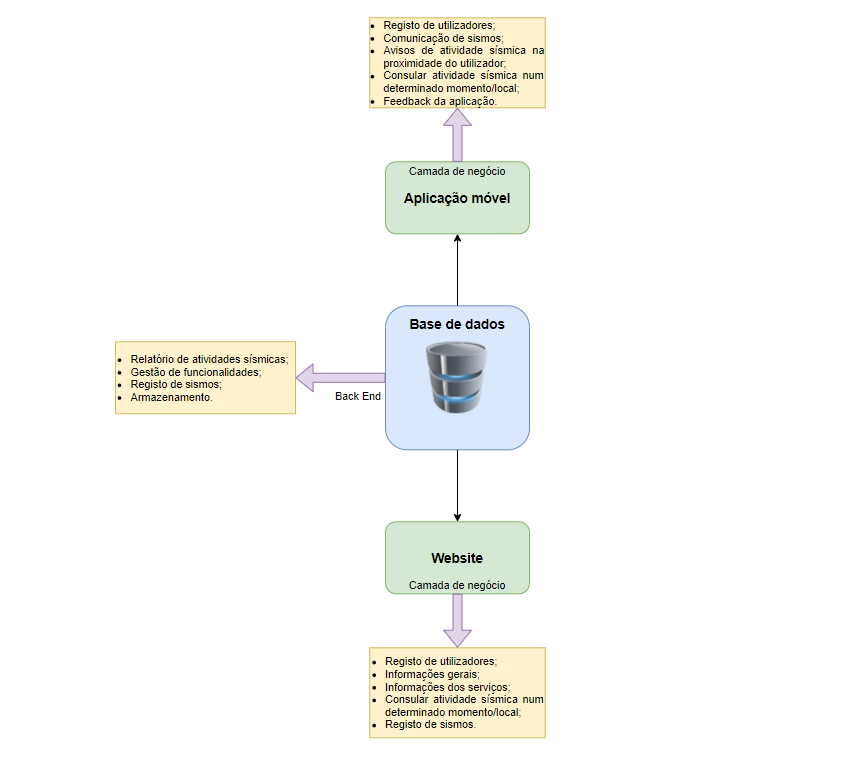 • Registo de utilizadores;
• Comunicação de sismos;
• Avisos de atividade sísmica na
proximidade do utilizador;
• Consular atividade sísmica num
determinado momento/local;
• Feedback da aplicação.
Camada de negócio
Aplicação móvel
Base de dados
• Relatório de atividades sísmicas;
• Gestão de funcionalidades;
• Registo de sismos;
• Armazenamento.
Back End
Website
Camada de negócio
• Registo de utilizadores;
• Informações gerais;
• Informações dos serviços;
• Consular atividade sísmica num
determinado momento/local;
• Registo de sismos.